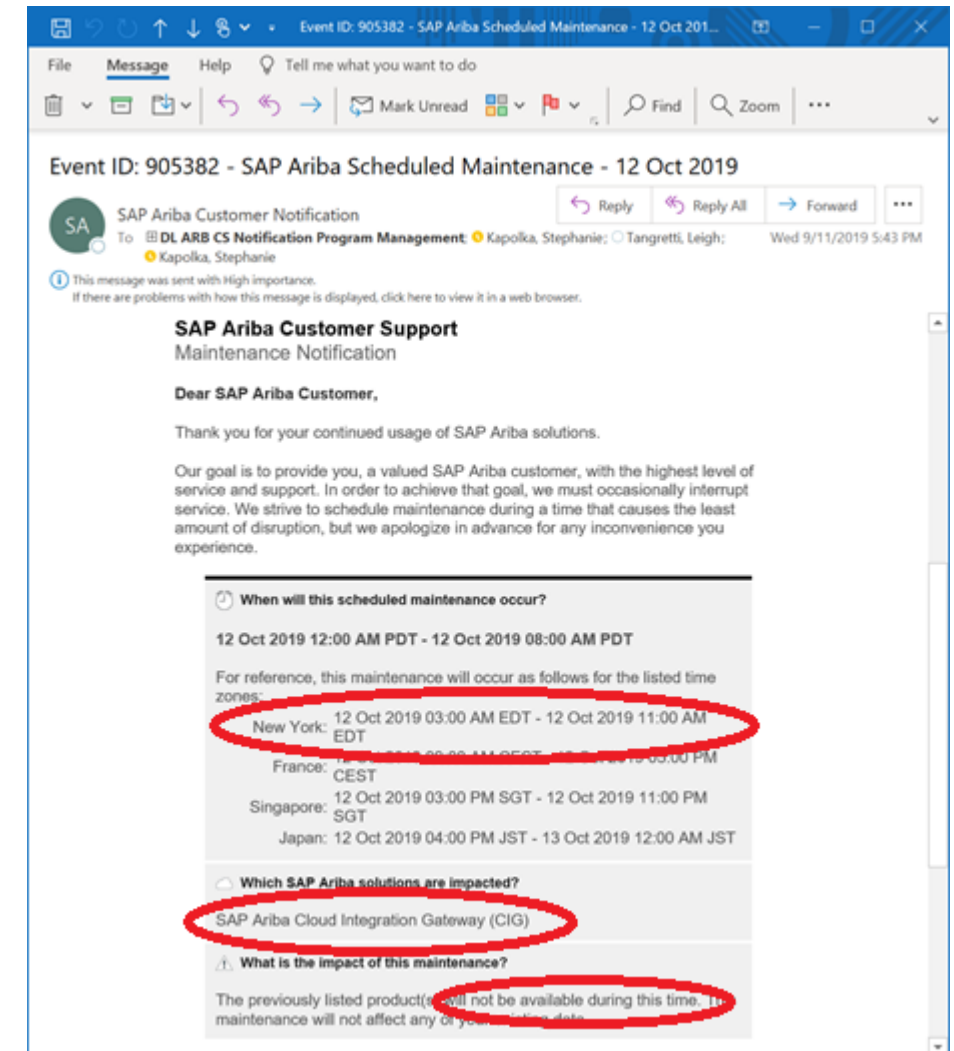 Event ID: 905382 - SAP Ariba Scheduled Maintenance - 12 Oct 201...
File Message Help Tell me what you want to do
Mark Unread Find Zoom ...
Event ID: 905382 - SAP Ariba Scheduled Maintenance - 12 Oct 2019
SA
SAP Ariba Customer Notification
Reply Reply All Forward ...
To DL ARB CS Notification Program Management; Kapolka, Stephanie; Tangretti, Leigh;
Kapolka, Stephanie
Wed 9/11/2019 5:43 PM
This message was sent with High importance.
If there are problems with how this message is displayed, click here to view it in a web browser.
SAP Ariba Customer Support
Maintenance Notification
Dear SAP Ariba Customer,
Thank you for your continued usage of SAP Ariba solutions.
Our goal is to provide you, a valued SAP Ariba customer, with the highest level of
service and support. In order to achieve that goal, we must occasionally interrupt
service. We strive to schedule maintenance during a time that causes the least
amount of disruption, but we apologize in advance for any inconvenience you
experience.
When will this scheduled maintenance occur?
12 Oct 2019 12:00 AM PDT - 12 Oct 2019 08:00 AM PDT
For reference, this maintenance will occur as follows for the listed time
zones:
New York: 12 Oct 2019 03:00 AM EDT - 12 Oct 2019 11:00 AM
EDT
France: PM
CEST
Singapore: 12 Oct 2019 03:00 PM SGT - 12 Oct 2019 11:00 PM
SGT
Japan: 12 Oct 2019 04:00 PM JST - 13 Oct 2019 12:00 AM JST
Which SAP Ariba solutions are impacted?
SAP Ariba Cloud Integration Gateway (CIG)
What is the impact of this maintenance?
The previously listed product(s) will not be available during this time.
maintenance will not affect any of your